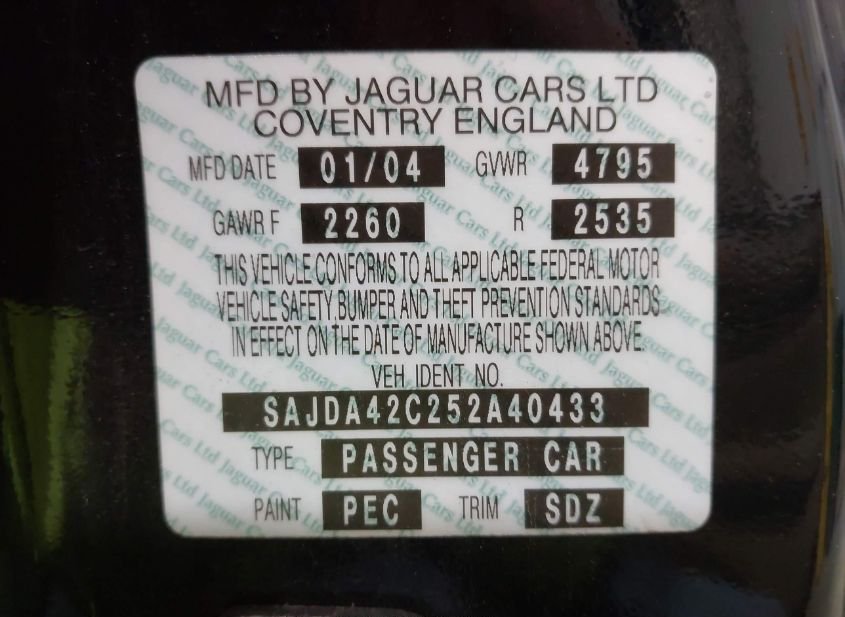 MFD BY JAGUAR CARS LTD
COVENTRY ENGLAND
MFD DATE 01/04 GVWR 4795
GAWR F 2260 R 2535
THIS VEHICLE CONFORMS TO ALL APPLICABLE FEDERAL MOTOR
VEHICLE SAFETY, BUMPER AND THEFT PREVENTION STANDARDS
IN EFFECT ON THE DATE OF MANUFACTURE SHOWN ABOVE.
VEH. IDENT NO.
SAJDA42C252A40433
TYPE PASSENGER CAR
PAINT PEC TRIM SDZ